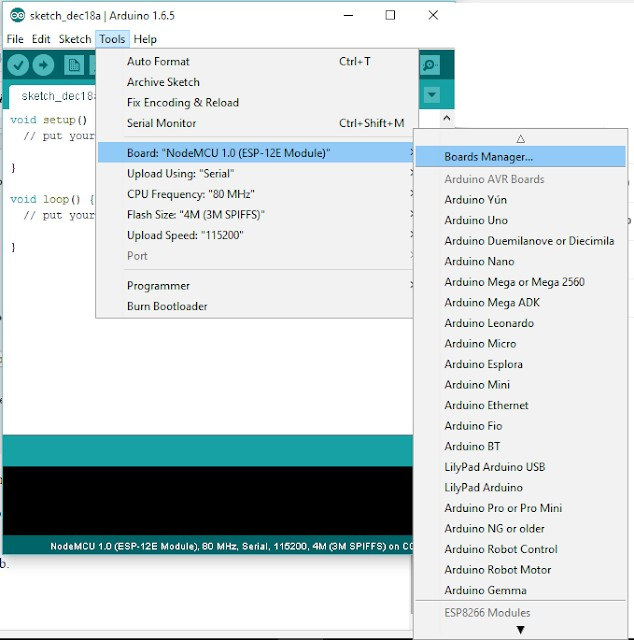 sketch_dec18a | Arduino 1.6.5
File Edit Sketch Tools Help
sketch_dec18a
void setup()
// put your
}
void loop() {
// put your
}
Auto Format Ctrl+T
Archive Sketch
Fix Encoding & Reload
Serial Monitor Ctrl+Shift+M
Board: "NodeMCU 1.0 (ESP-12E Module)"
Upload Using: "Serial"
CPU Frequency: "80 MHz"
Flash Size: "4M (3M SPIFFS)"
Upload Speed: "115200"
Port
Programmer
Burn Bootloader
Boards Manager...
Arduino AVR Boards
Arduino Yún
Arduino Uno
Arduino Duemilanove or Diecimila
Arduino Nano
Arduino Mega or Mega 2560
Arduino Mega ADK
Arduino Leonardo
Arduino Micro
Arduino Esplora
Arduino Mini
Arduino Ethernet
Arduino Fio
Arduino BT
LilyPad Arduino USB
LilyPad Arduino
Arduino Pro or Pro Mini
Arduino NG or older
Arduino Robot Control
Arduino Robot Motor
Arduino Gemma
ESP8266 Modules
NodeMCU 1.0 (ESP-12E Module), 80 MHz, Serial, 115200, 4M (3M SPIFFS) on CO
b.